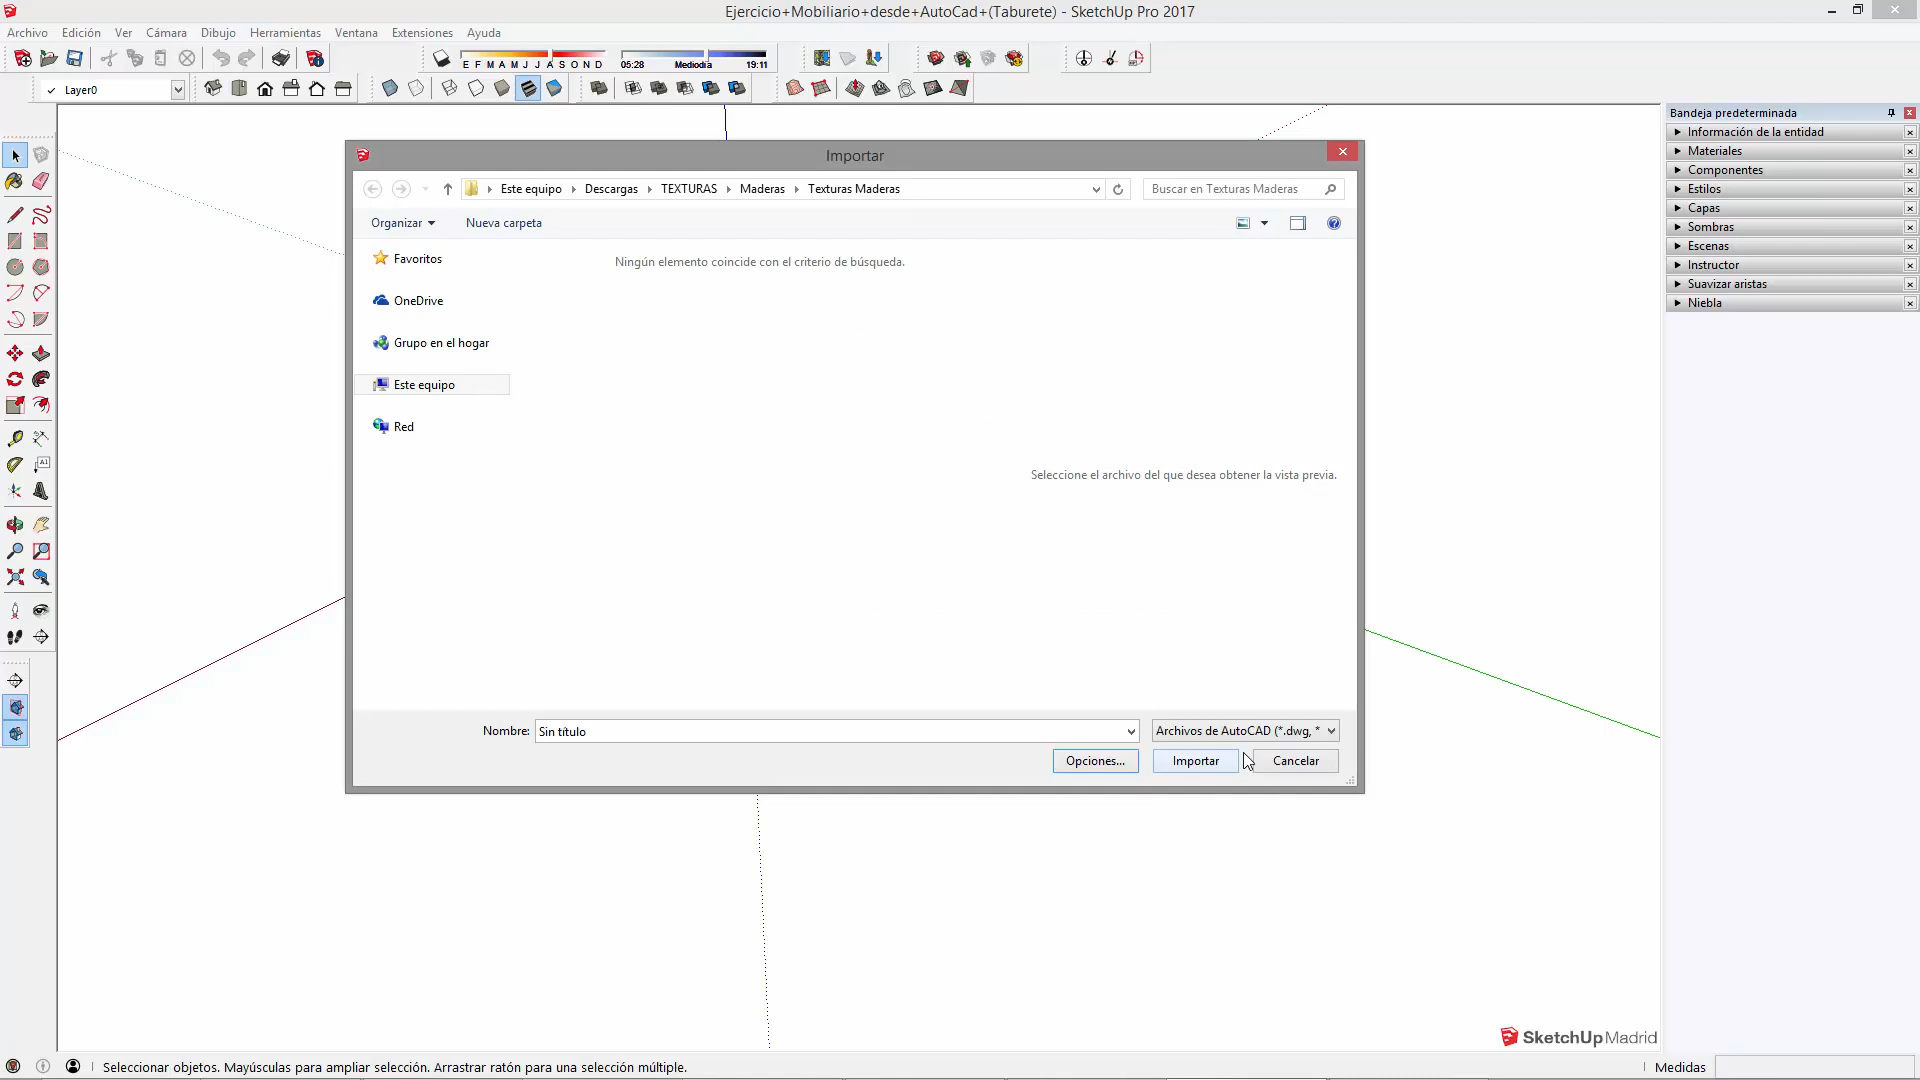 Ejercicio+Mobiliario+desde+AutoCad+(Taburete) - SketchUp Pro 2017
Archivo Edición Ver Cámara Dibujo Herramientas Ventana Extensiones Ayuda
E F M A M J J A S O N D
05:28 Mediodía 19:11
Layer0
Bandeja predeterminada
Información de la entidad
Materiales
Componentes
Estilos
Capas
Sombras
Escenas
Instructor
Suavizar aristas
Niebla
Importar
Este equipo Descargas TEXTURAS Maderas Texturas Maderas
Buscar en Texturas Maderas
Organizar Nueva carpeta
Favoritos
OneDrive
Grupo en el hogar
Este equipo
Red
Ningún elemento coincide con el criterio de búsqueda.
Seleccione el archivo del que desea obtener la vista previa.
Nombre: Sin título
Archivos de AutoCAD (*.dwg, *
Opciones... Importar Cancelar
SketchUp Madrid
Seleccionar objetos. Mayúsculas para ampliar selección. Arrastrar ratón para una selección múltiple.
Medidas